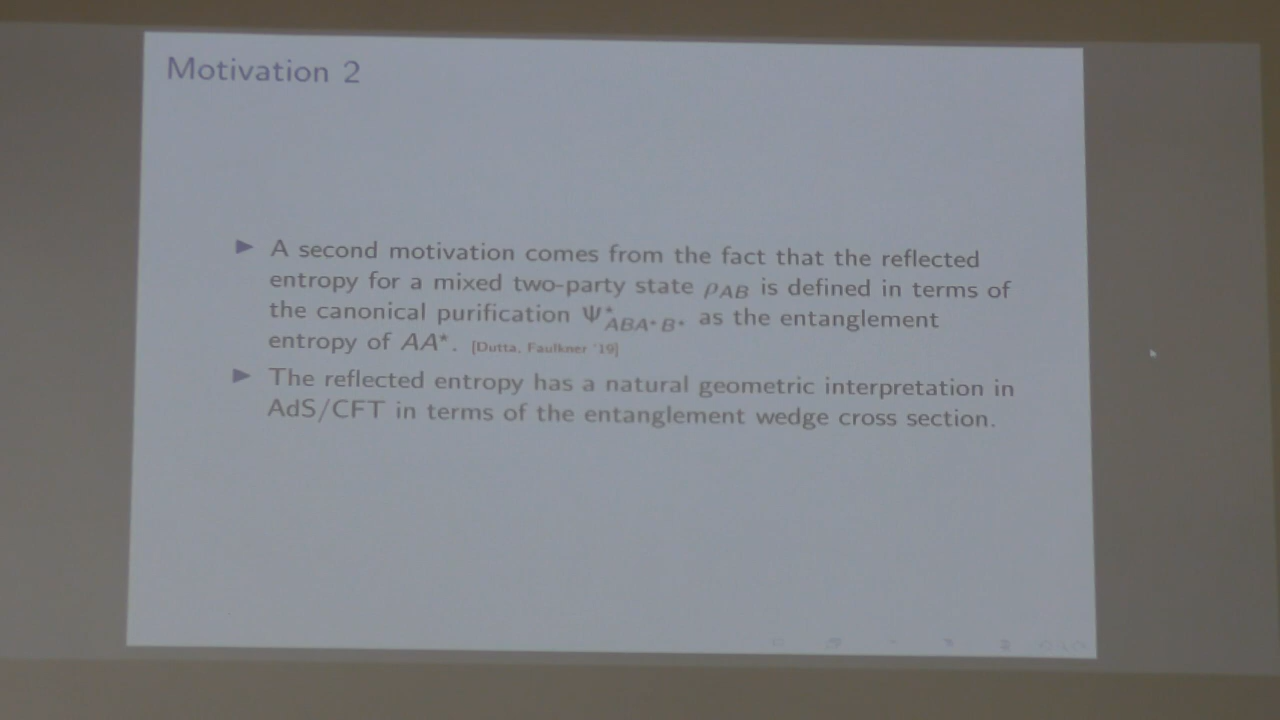 Motivation 2
▶ A second motivation comes from the fact that the reflected
entropy for a mixed two-party state ρ_AB is defined in terms of
the canonical purification Ψ*_ABA*B* as the entanglement
entropy of AA*. [Dutta, Faulkner '19]
▶ The reflected entropy has a natural geometric interpretation in
AdS/CFT in terms of the entanglement wedge cross section.